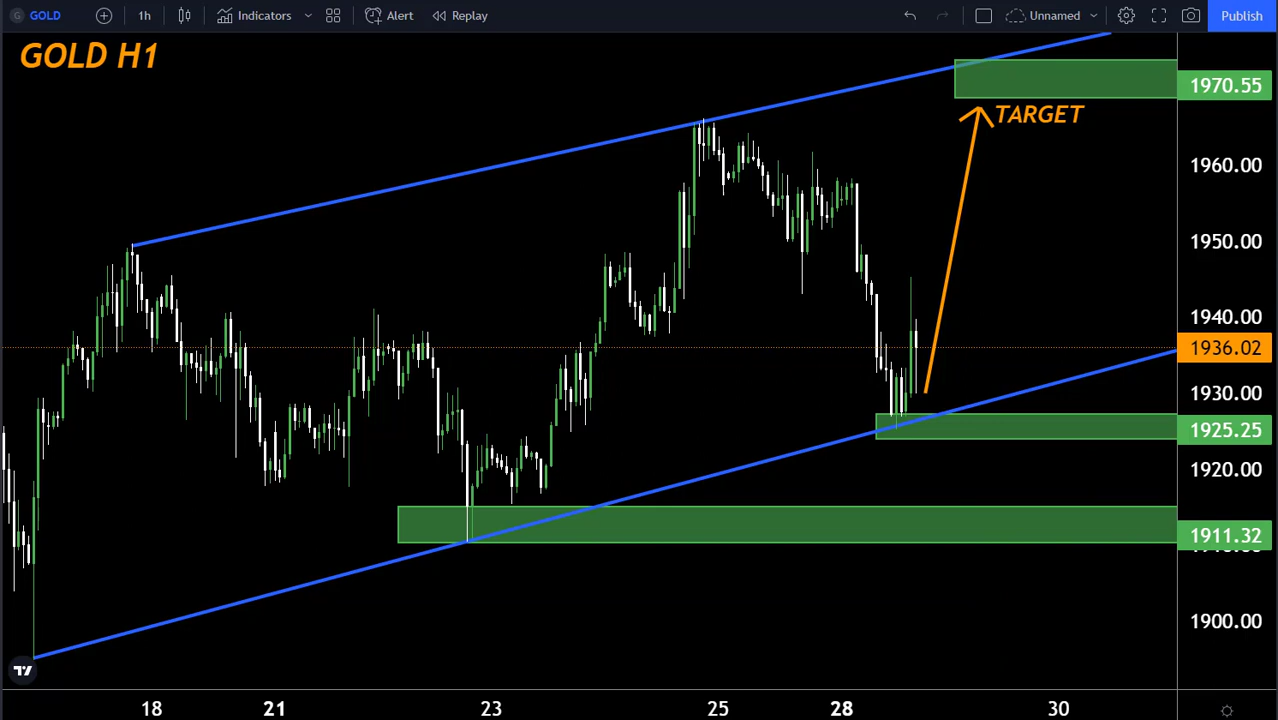 GOLD 1h Indicators Alert Replay Unnamed Publish
GOLD H1
1970.55
TARGET
1960.00
1950.00
1940.00
1936.02
1930.00
1925.25
1920.00
1911.32
1900.00
18 21 23 25 28 30